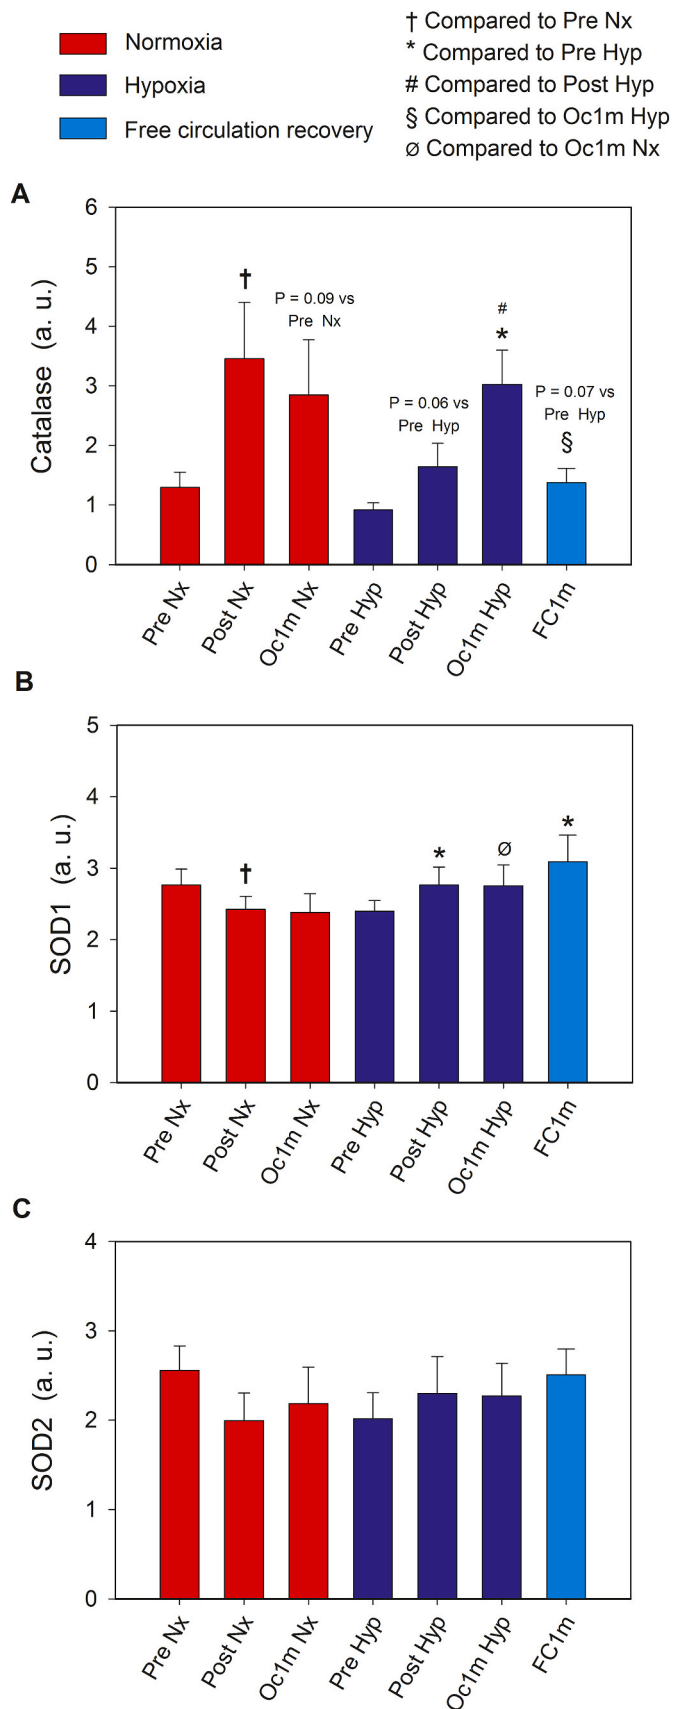 Normoxia
Hypoxia
Free circulation recovery
† Compared to Pre Nx
* Compared to Pre Hyp
# Compared to Post Hyp
§ Compared to Oc1m Hyp
∅ Compared to Oc1m Nx
A
Catalase (a. u.)
6
5
4
3
2
1
0
†
P = 0.09 vs
Pre Nx
P = 0.06 vs
Pre Hyp
#
*
P = 0.07 vs
Pre Hyp
§
Pre Nx
Post Nx
Oc1m Nx
Pre Hyp
Post Hyp
Oc1m Hyp
FC1m
B
SOD1 (a. u.)
5
4
3
2
1
0
†
*
∅
*
Pre Nx
Post Nx
Oc1m Nx
Pre Hyp
Post Hyp
Oc1m Hyp
FC1m
C
SOD2 (a. u.)
4
3
2
1
0
Pre Nx
Post Nx
Oc1m Nx
Pre Hyp
Post Hyp
Oc1m Hyp
FC1m